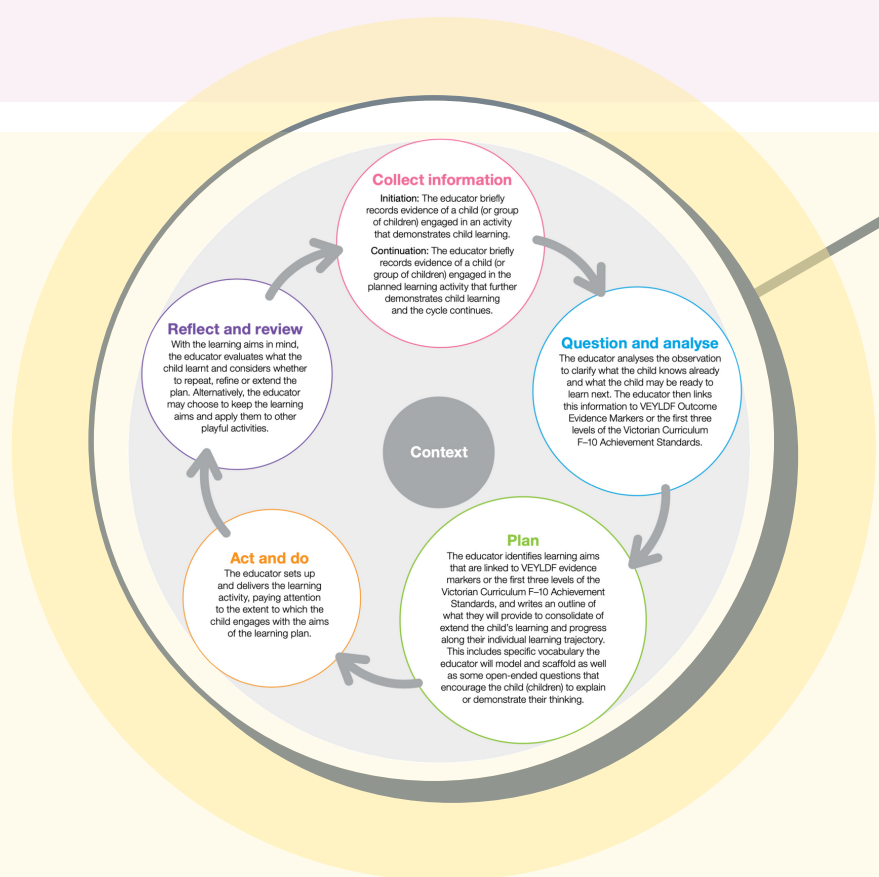 Collect information
Initiation: The educator briefly
records evidence of a child (or group
of children) engaged in an activity
that demonstrates child learning.
Continuation: The educator briefly
records evidence of a child (or
group of children) engaged in the
planned learning activity that further
demonstrates child learning
and the cycle continues.
Question and analyse
The educator analyses the observation
to clarify what the child knows already
and what the child may be ready to
learn next. The educator then links
this information to VEYLDF Outcome
Evidence Markers or the first three
levels of the Victorian Curriculum
F–10 Achievement Standards.
Plan
The educator identifies learning aims
that are linked to VEYLDF evidence
markers or the first three levels of the
Victorian Curriculum F–10 Achievement
Standards, and writes an outline of
what they will provide to consolidate of
extend the child's learning and progress
along their individual learning trajectory.
This includes specific vocabulary the
educator will model and scaffold as well
as some open-ended questions that
encourage the child (children) to explain
or demonstrate their thinking.
Act and do
The educator sets up
and delivers the learning
activity, paying attention
to the extent to which the
child engages with the aims
of the learning plan.
Reflect and review
With the learning aims in mind,
the educator evaluates what the
child learnt and considers whether
to repeat, refine or extend the
plan. Alternatively, the educator
may choose to keep the learning
aims and apply them to other
playful activities.
Context